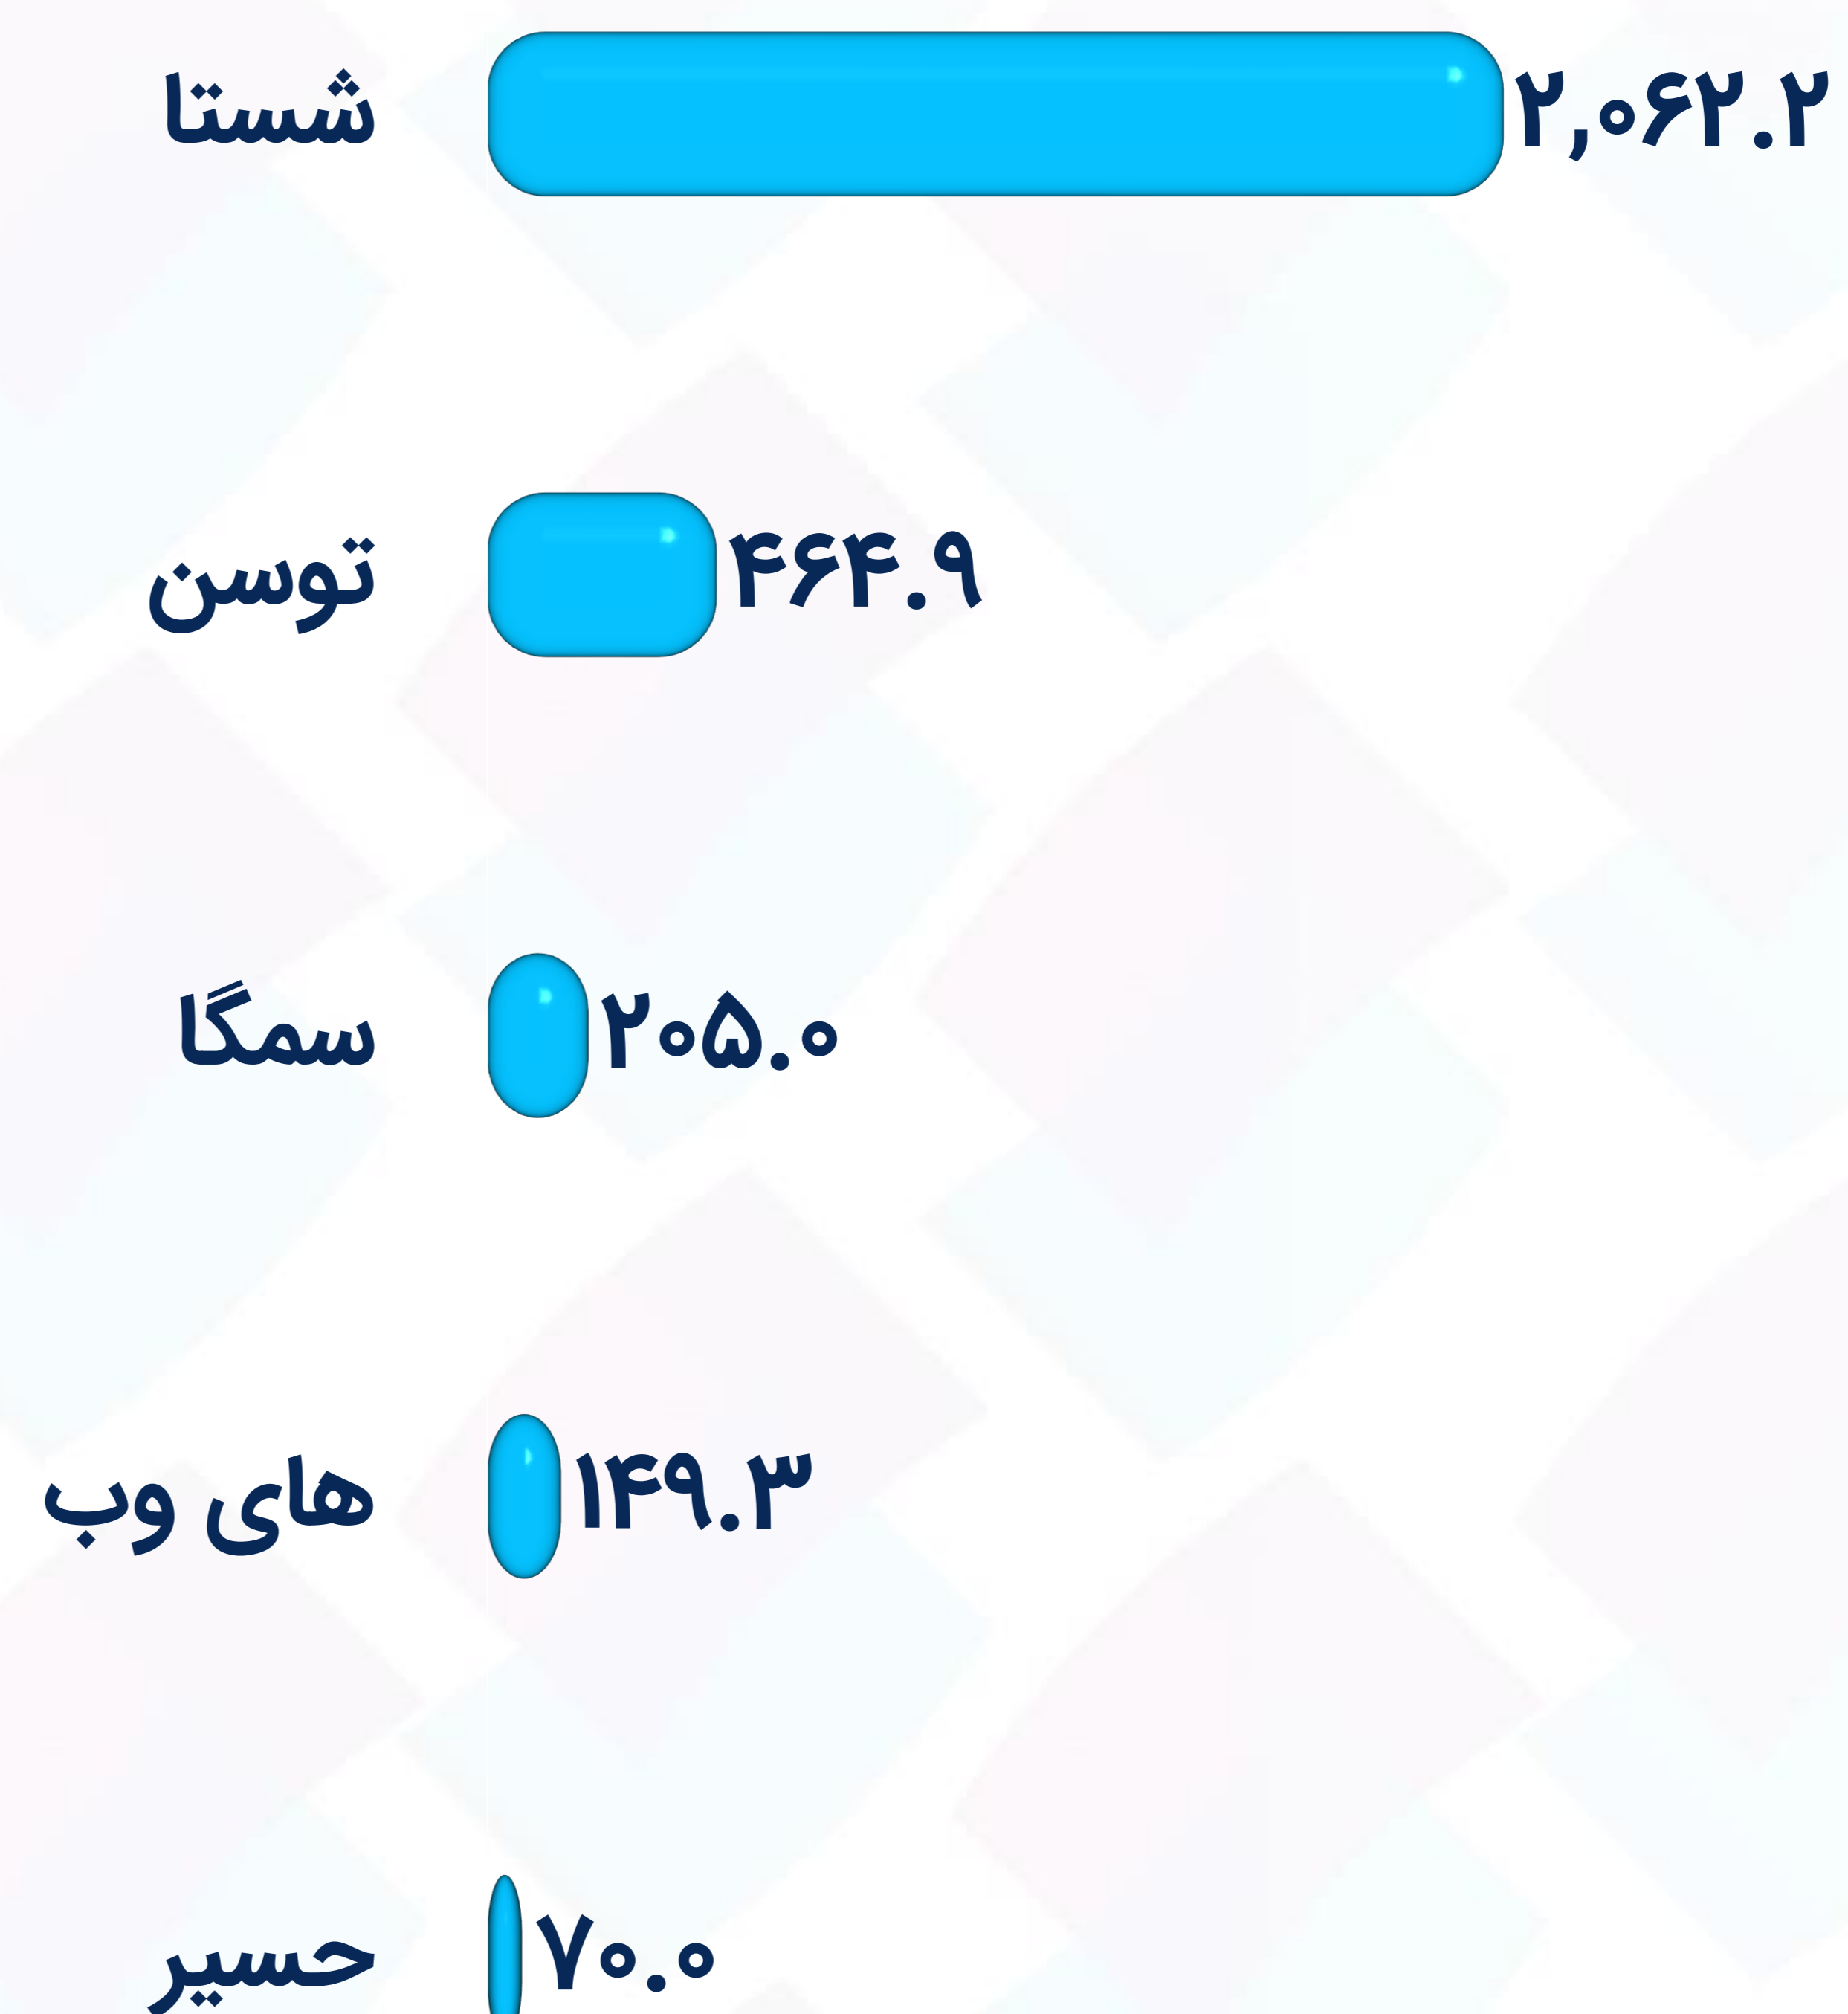 شستا ۲,۰۶۲.۲
توسن ۴۶۴.۹
سمگا ۲۰۵.۰
های وب ۱۴۹.۳
حسیر ۷۰.۰